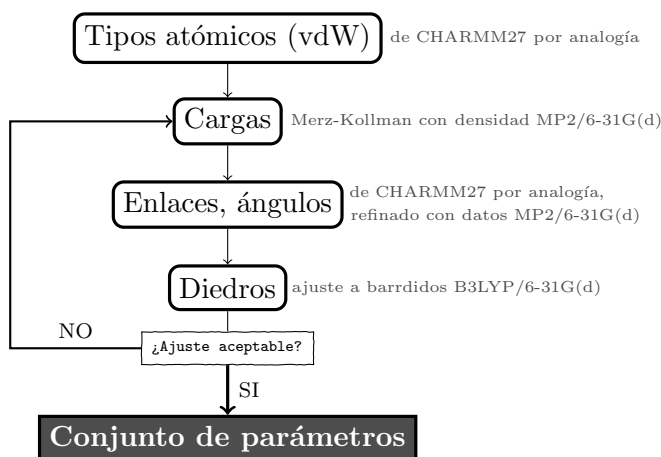 Tipos atómicos (vdW) de CHARMM27 por analogía
Cargas Merz-Kollman con densidad MP2/6-31G(d)
Enlaces, ángulos
de CHARMM27 por analogía,
refinado con datos MP2/6-31G(d)
Diedros ajuste a barrdidos B3LYP/6-31G(d)
NO
¿Ajuste aceptable?
SI
Conjunto de parámetros